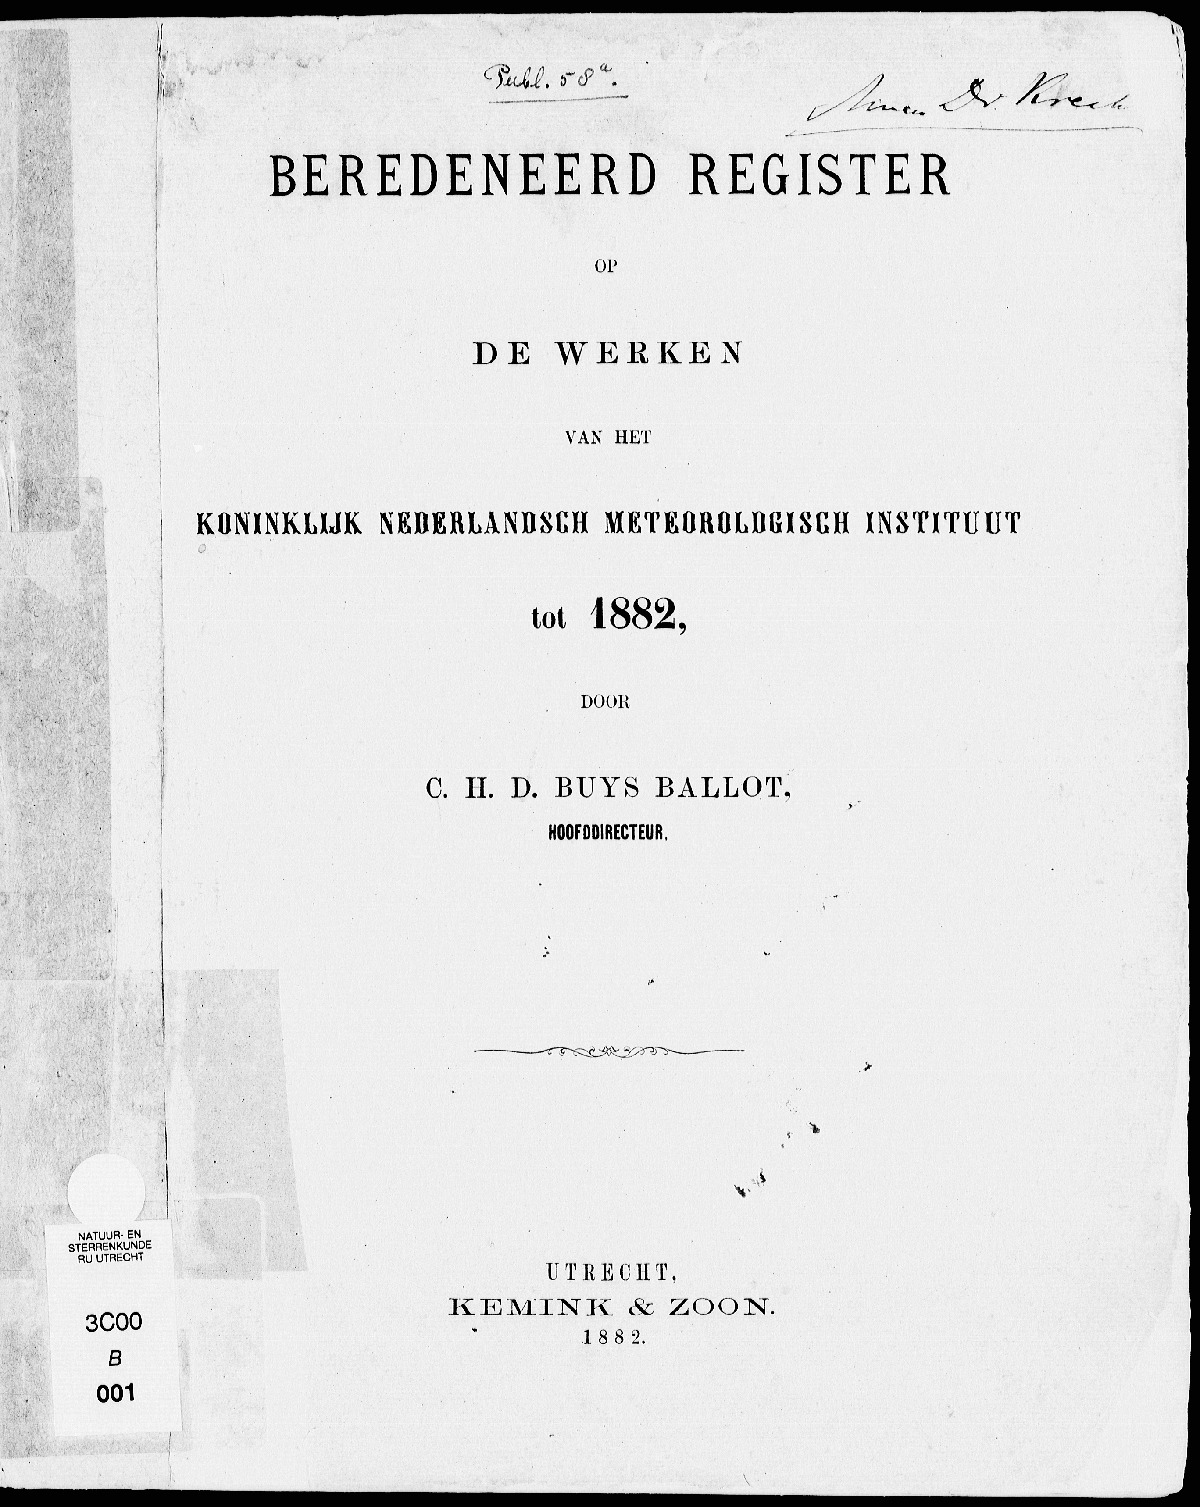 Publ. 58a.
Dr.
BEREDENEERD REGISTER
OP
DE WERKEN
VAN HET
KONINKLIJK NEDERLANDSCH METEOROLOGISCH INSTITUUT
tot 1882,
DOOR
C. H. D. BUYS BALLOT,
HOOFDDIRECTEUR.
UTRECHT,
KEMINK & ZOON.
1882.
NATUUR- EN
STERRENKUNDE
RU UTRECHT
3C00
B
001